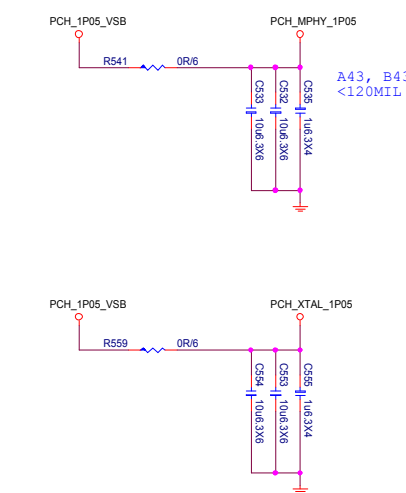 PCH_1P05_VSB
PCH_MPHY_1P05
R541
0R/6
C533
10u6.3X6
C532
10u6.3X6
C535
1u6.3X4
A43, B43
<120MIL
PCH_1P05_VSB
PCH_XTAL_1P05
R559
0R/6
C554
10u6.3X6
C553
10u6.3X6
C555
1u6.3X4